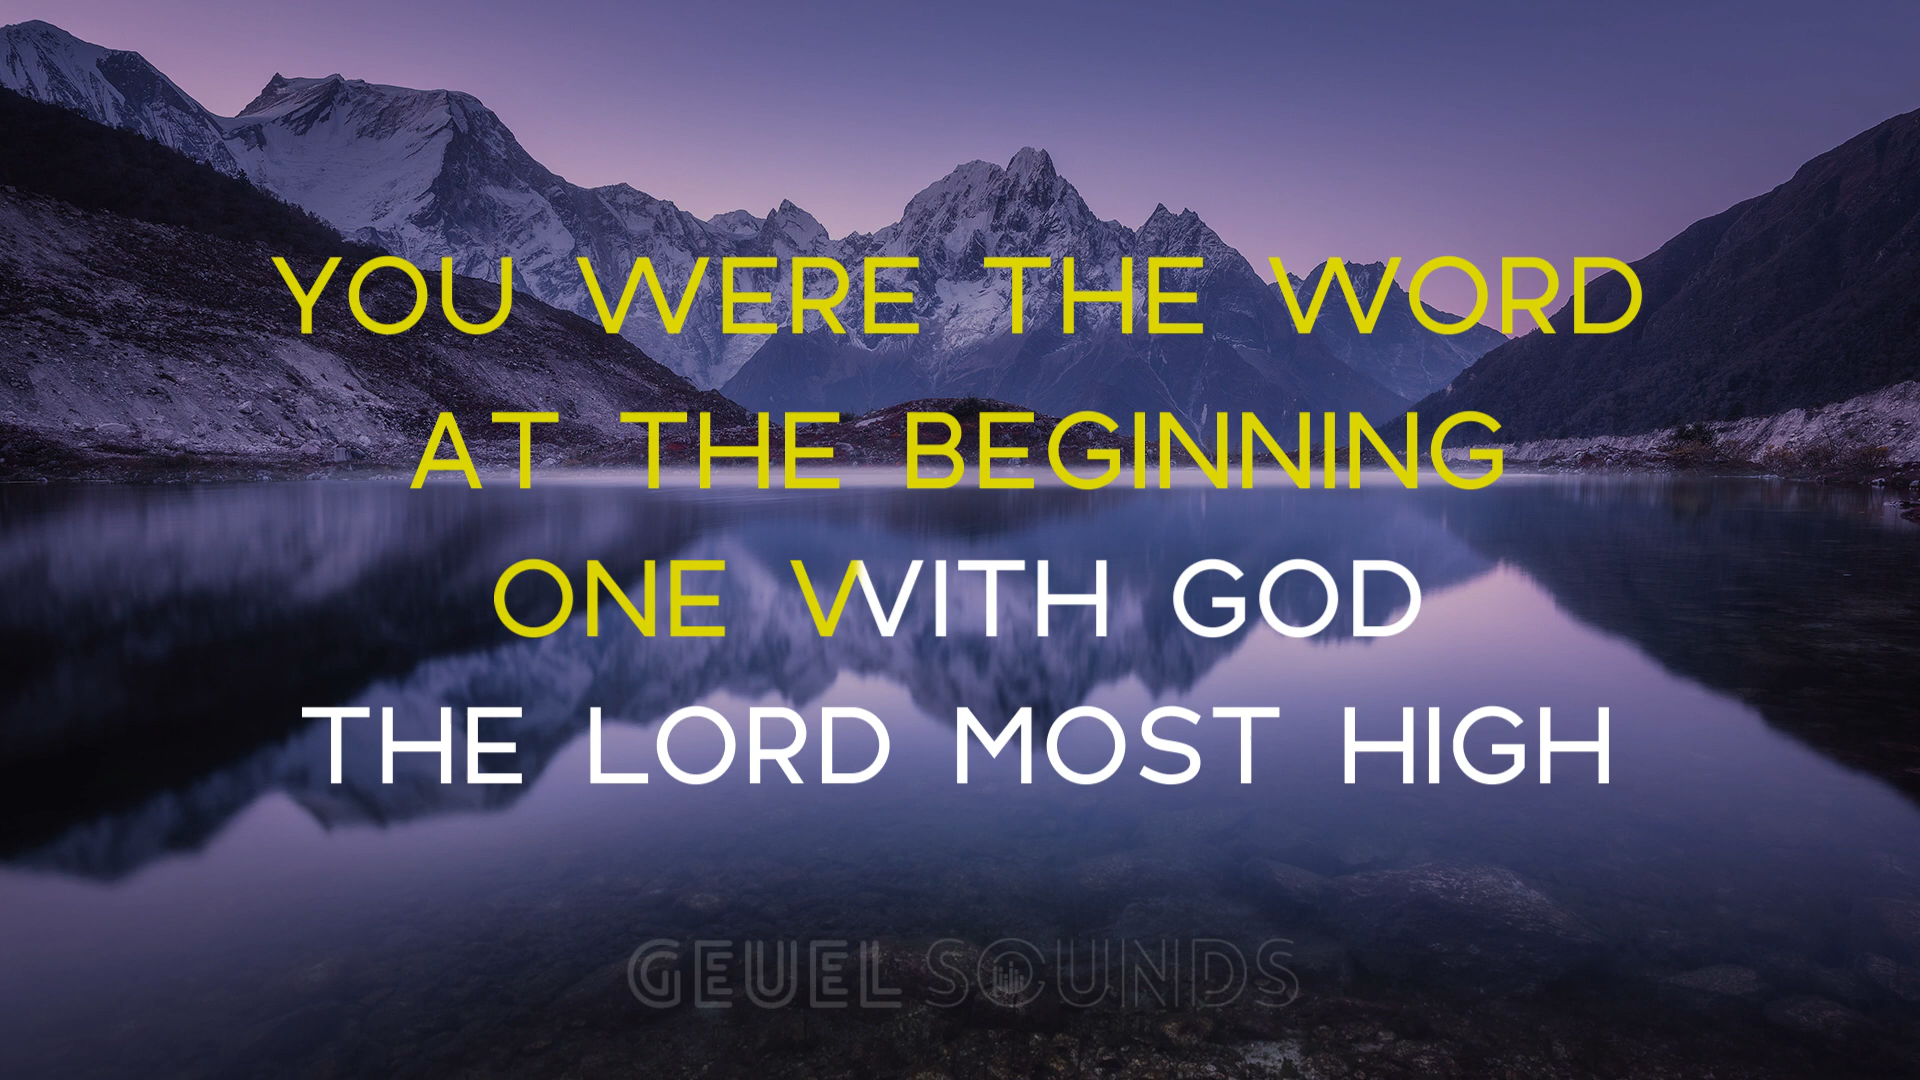 YOU WERE THE WORD
AT THE BEGINNING
ONE WITH GOD
THE LORD MOST HIGH
GEUEL SOUNDS